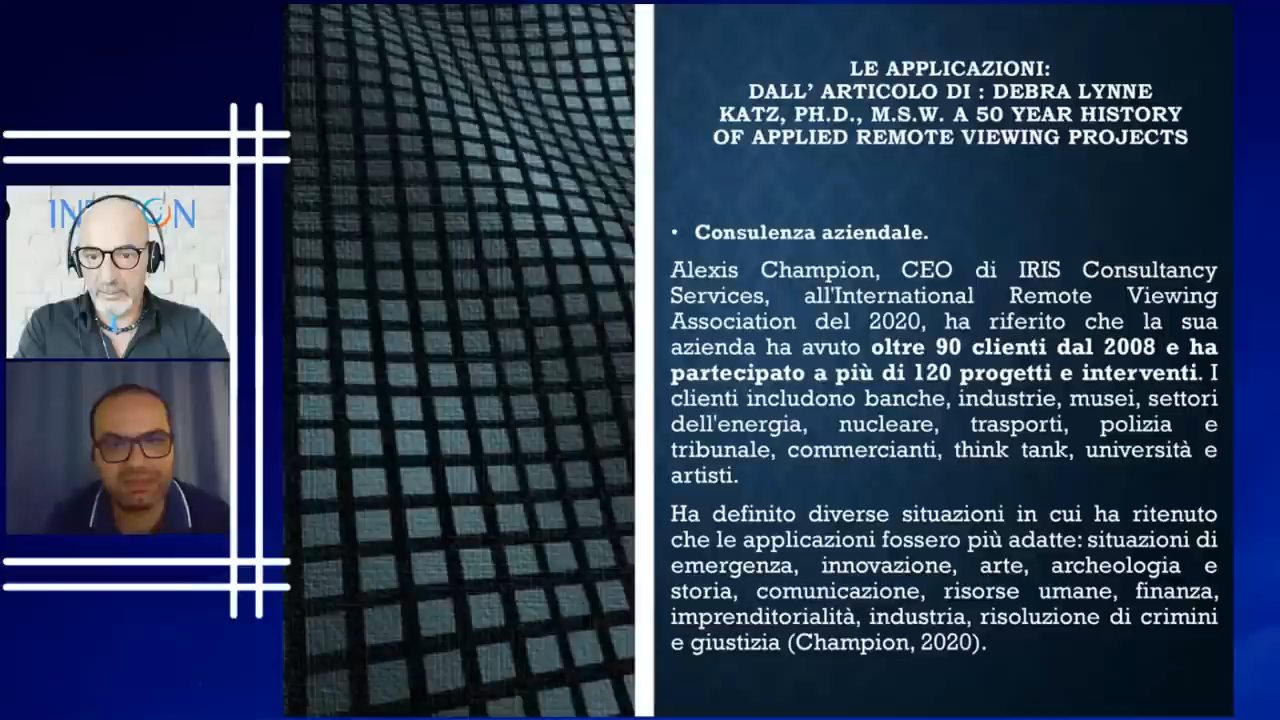 LE APPLICAZIONI:
DALL' ARTICOLO DI : DEBRA LYNNE
KATZ, PH.D., M.S.W. A 50 YEAR HISTORY
OF APPLIED REMOTE VIEWING PROJECTS
• Consulenza aziendale.
Alexis Champion, CEO di IRIS Consultancy
Services, all'International Remote Viewing
Association del 2020, ha riferito che la sua
azienda ha avuto oltre 90 clienti dal 2008 e ha
partecipato a più di 120 progetti e interventi. I
clienti includono banche, industrie, musei, settori
dell'energia, nucleare, trasporti, polizia e
tribunale, commercianti, think tank, università e
artisti.
Ha definito diverse situazioni in cui ha ritenuto
che le applicazioni fossero più adatte: situazioni di
emergenza, innovazione, arte, archeologia e
storia, comunicazione, risorse umane, finanza,
imprenditorialità, industria, risoluzione di crimini
e giustizia (Champion, 2020).